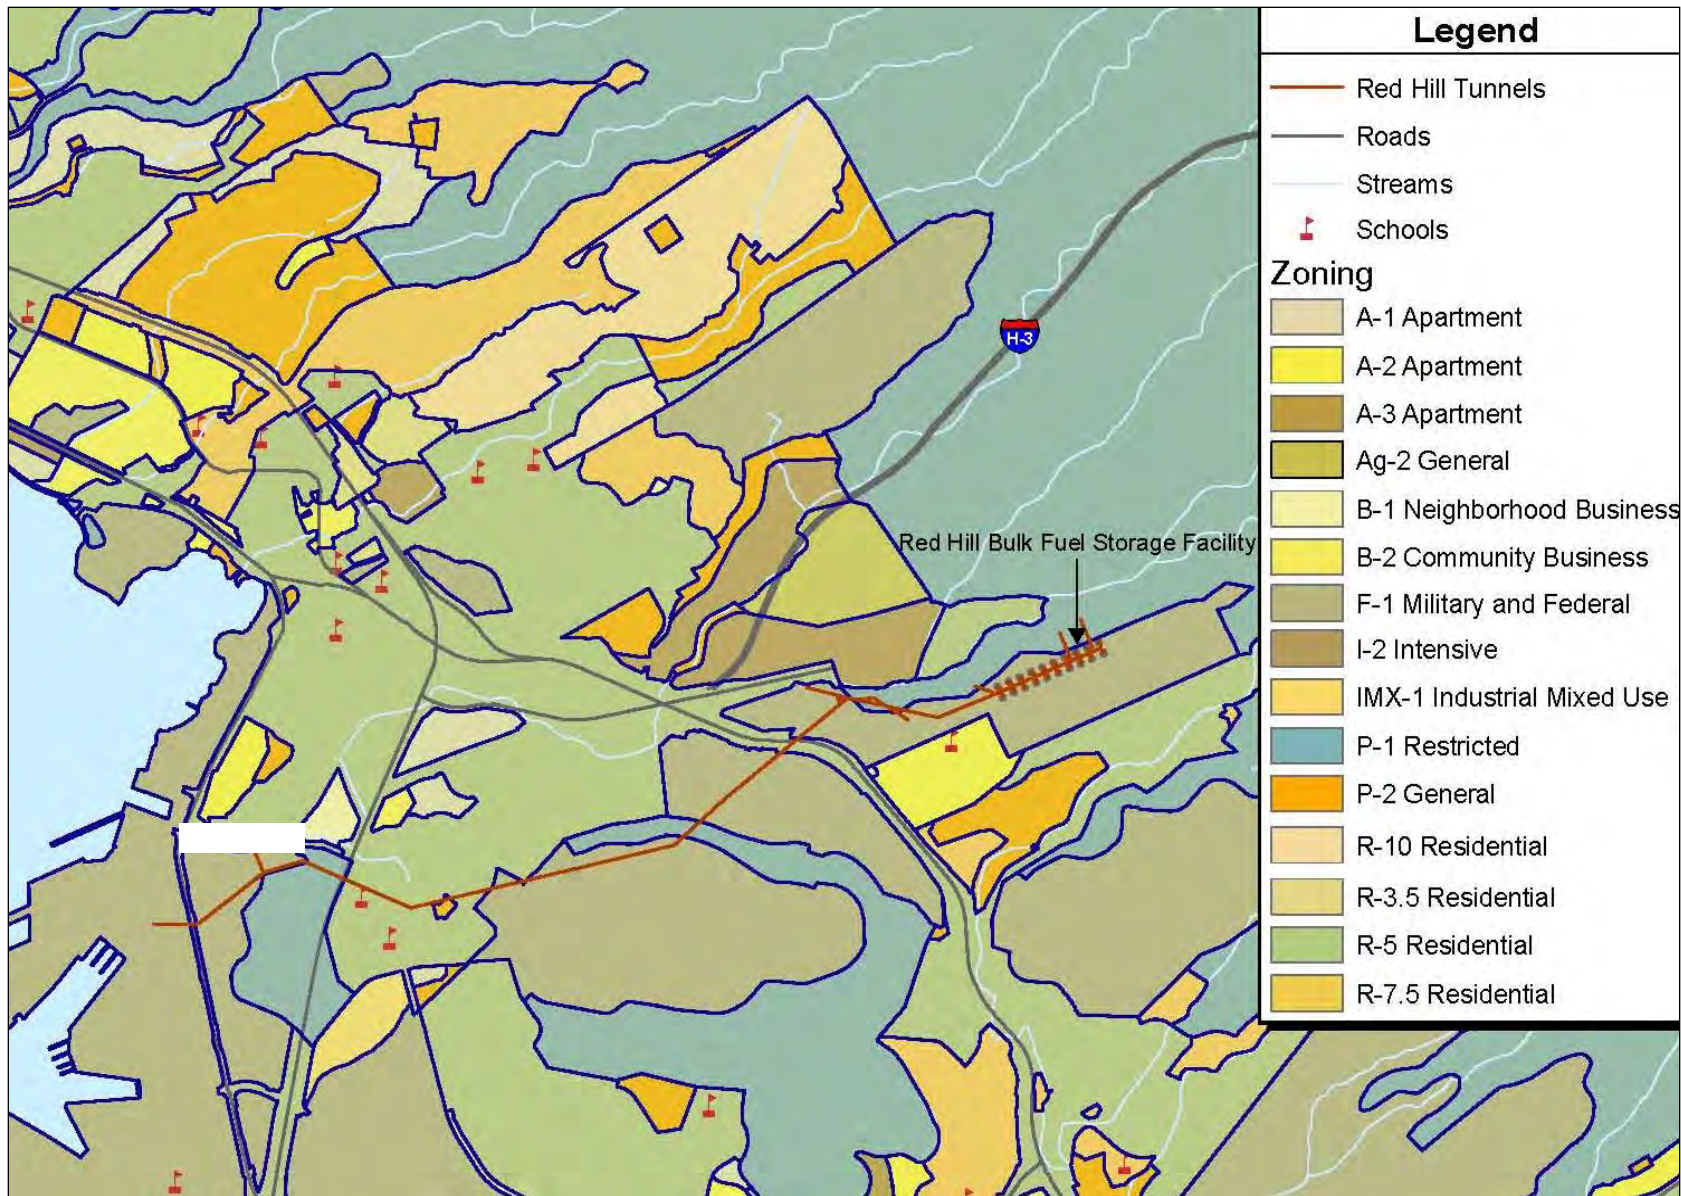 Legend
Red Hill Tunnels
Roads
Streams
Schools
Zoning
A-1 Apartment
A-2 Apartment
A-3 Apartment
Ag-2 General
B-1 Neighborhood Business
B-2 Community Business
F-1 Military and Federal
I-2 Intensive
IMX-1 Industrial Mixed Use
P-1 Restricted
P-2 General
R-10 Residential
R-3.5 Residential
R-5 Residential
R-7.5 Residential
H-3
Red Hill Bulk Fuel Storage Facility